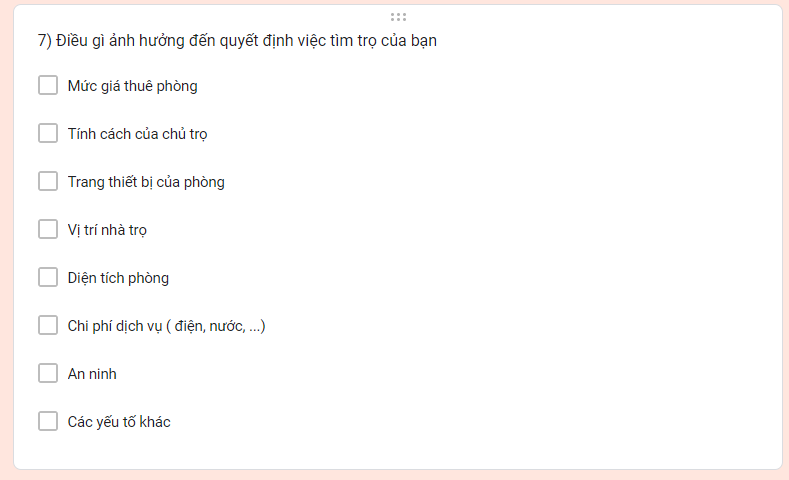 7) Điều gì ảnh hưởng đến quyết định việc tìm trọ của bạn
Mức giá thuê phòng
Tính cách của chủ trọ
Trang thiết bị của phòng
Vị trí nhà trọ
Diện tích phòng
Chi phí dịch vụ ( điện, nước, ...)
An ninh
Các yếu tố khác